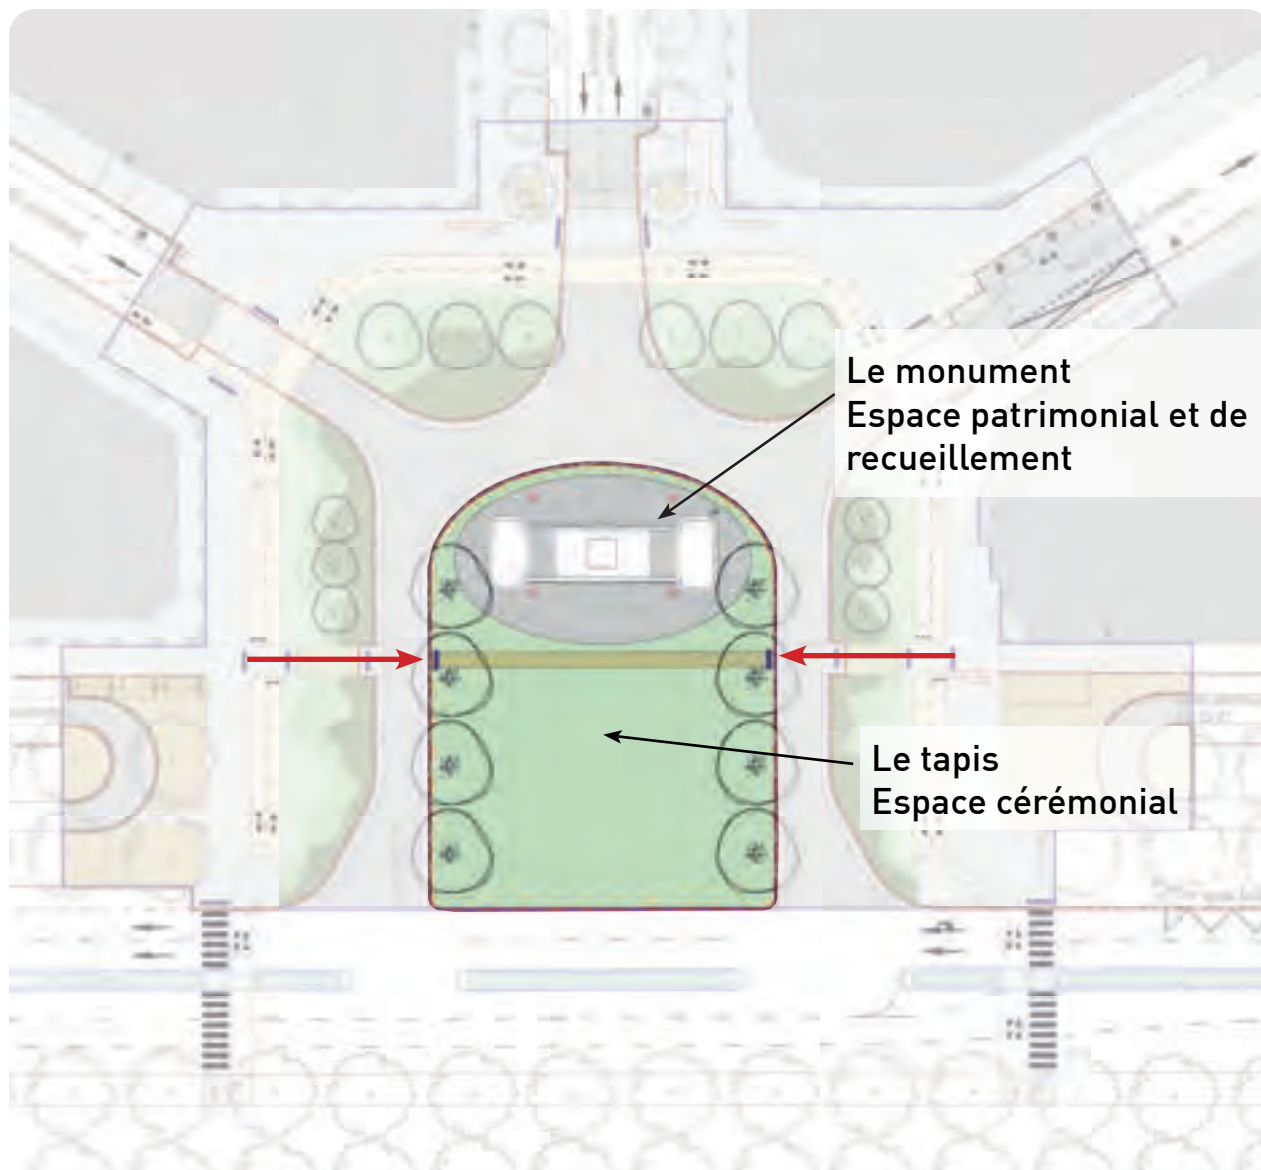 Le monument
Espace patrimonial et de
recueillement
Le tapis
Espace cérémonial